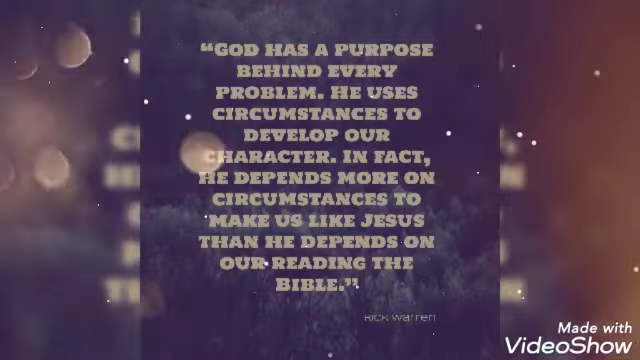 “God has a purpose
behind every
problem. He uses
circumstances to
develop our
character. In fact,
he depends more on
circumstances to
make us like Jesus
than he depends on
our reading the
Bible.”
Rick Warren
Made with
VideoShow